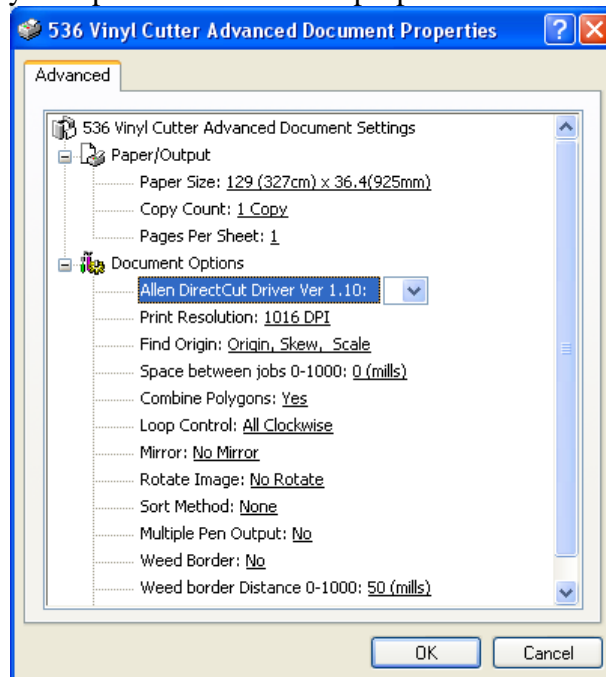 536 Vinyl Cutter Advanced Document Properties
Advanced
536 Vinyl Cutter Advanced Document Settings
Paper/Output
Paper Size: 129 (327cm) x 36.4(925mm)
Copy Count: 1 Copy
Pages Per Sheet: 1
Document Options
Allen DirectCut Driver Ver 1.10:
Print Resolution: 1016 DPI
Find Origin: Origin, Skew, Scale
Space between jobs 0-1000: 0 (mills)
Combine Polygons: Yes
Loop Control: All Clockwise
Mirror: No Mirror
Rotate Image: No Rotate
Sort Method: None
Multiple Pen Output: No
Weed Border: No
Weed border Distance 0-1000: 50 (mills)
OK Cancel